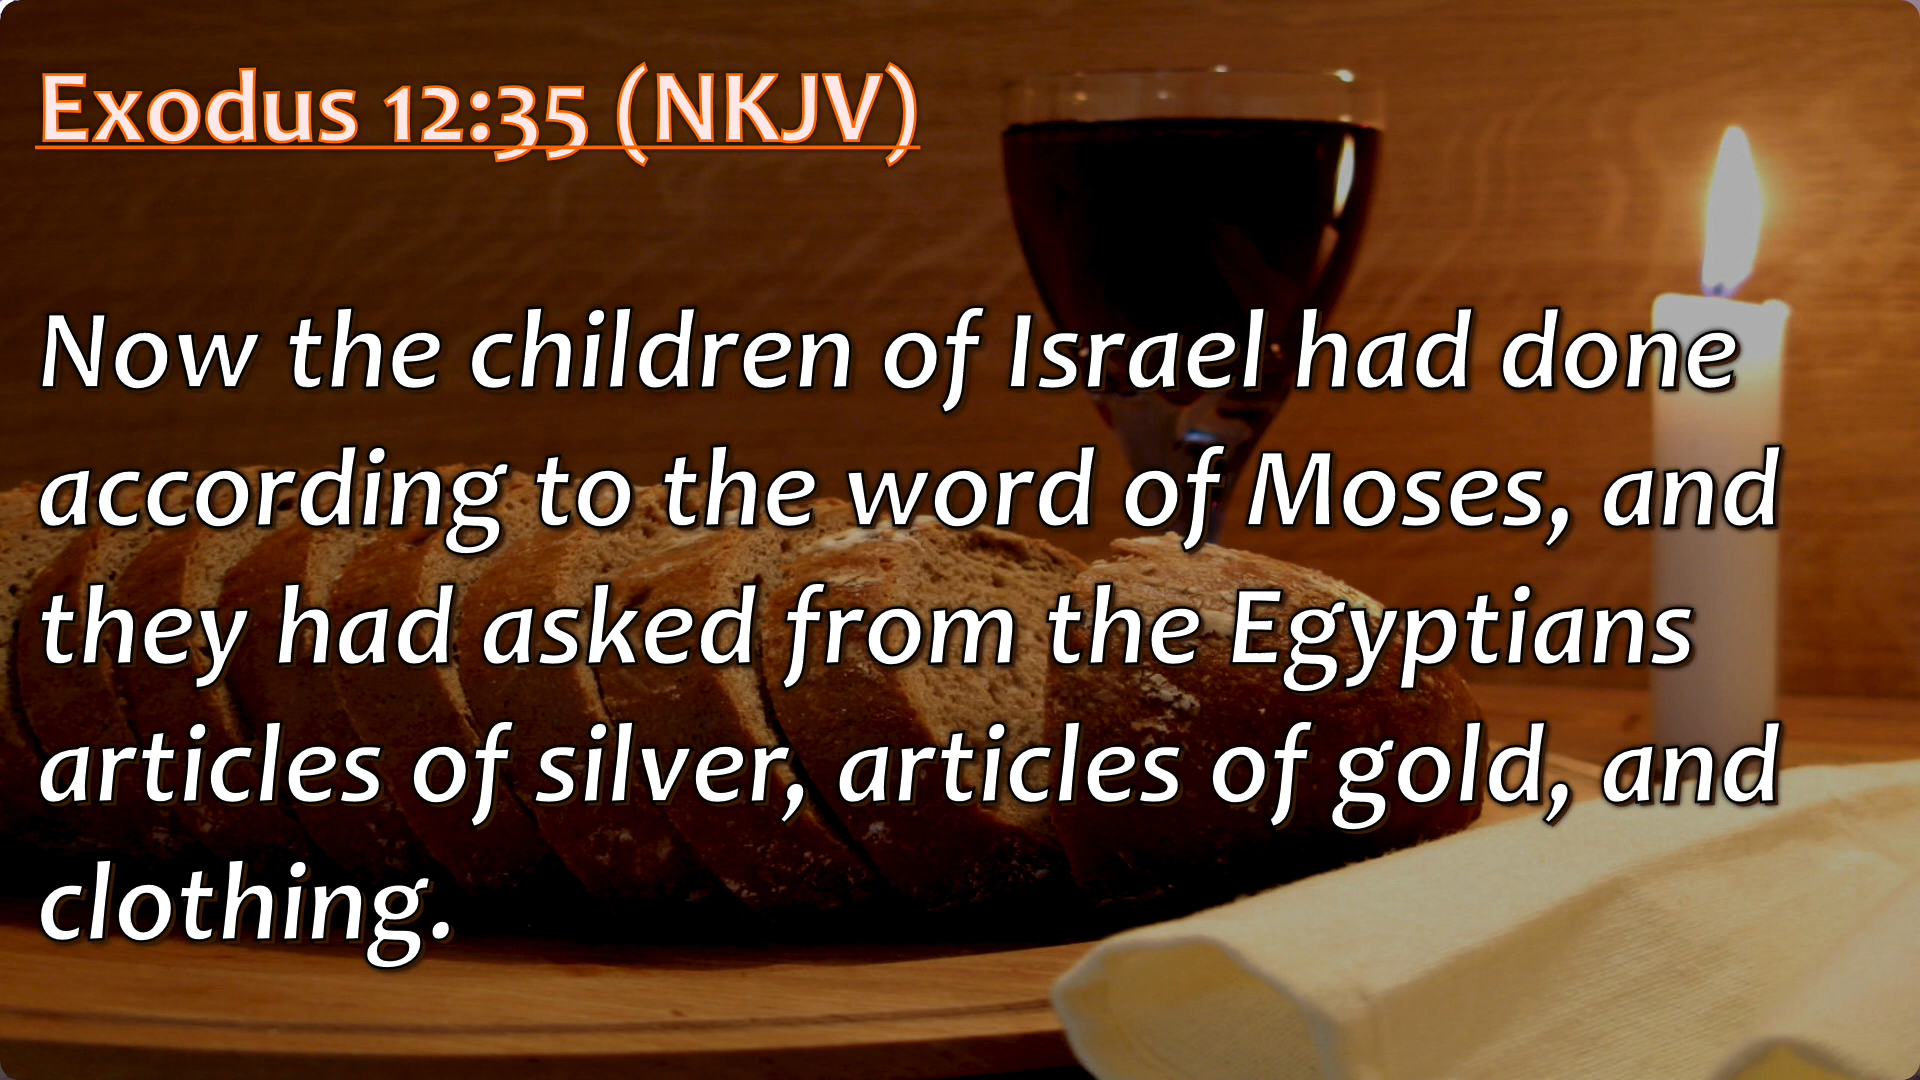 Exodus 12:35 (NKJV)
Now the children of Israel had done
according to the word of Moses, and
they had asked from the Egyptians
articles of silver, articles of gold, and
clothing.